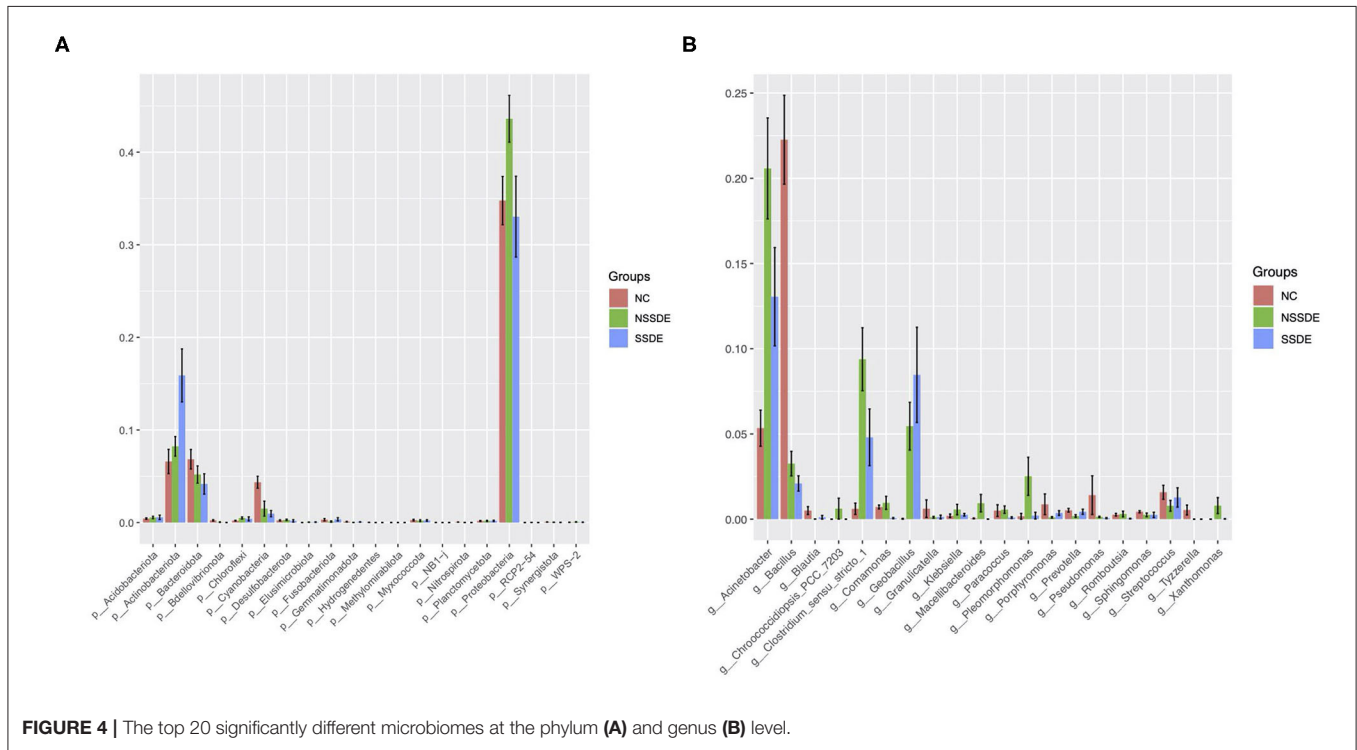 A
0.4
0.3
0.2
0.1
0.0
p__Acidobacteriota
p__Actinobacteriota
p__Bacteroidota
p__Bdellovibrionota
p__Chloroflexi
p__Cyanobacteria
p__Desulfobacterota
p__Elusimicrobiota
p__Fusobacteriota
p__Gemmatimonadota
p__Hydrogenedentes
p__Methylomirabilota
p__Myxococcota
p__NB1-j
p__Nitrospirota
p__Planctomycetota
p__Proteobacteria
p__RCP2-54
p__Synergistota
p__WPS-2
Groups
NC
NSSDE
SSDE
B
0.25
0.20
0.15
0.10
0.05
0.00
g__Acinetobacter
g__Bacillus
g__Blautia
g__Chroococcidiopsis_PCC_7203
g__Clostridium_sensu_stricto_1
g__Comamonas
g__Geobacillus
g__Granulicatella
g__Klebsiella
g__Macellibacteroides
g__Paracoccus
g__Pleomorphomonas
g__Porphyromonas
g__Prevotella
g__Pseudomonas
g__Romboutsia
g__Sphingomonas
g__Streptococcus
g__Tyzzerella
g__Xanthomonas
Groups
NC
NSSDE
SSDE
FIGURE 4 | The top 20 significantly different microbiomes at the phylum (A) and genus (B) level.